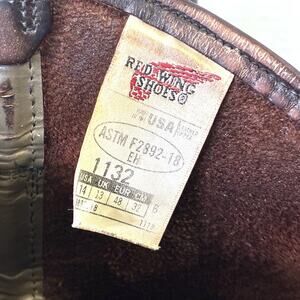 RED WING
SHOES®
USA
ASTM F2892-18
EH
1132
USA UK EUR CM
14 13 48 32 B